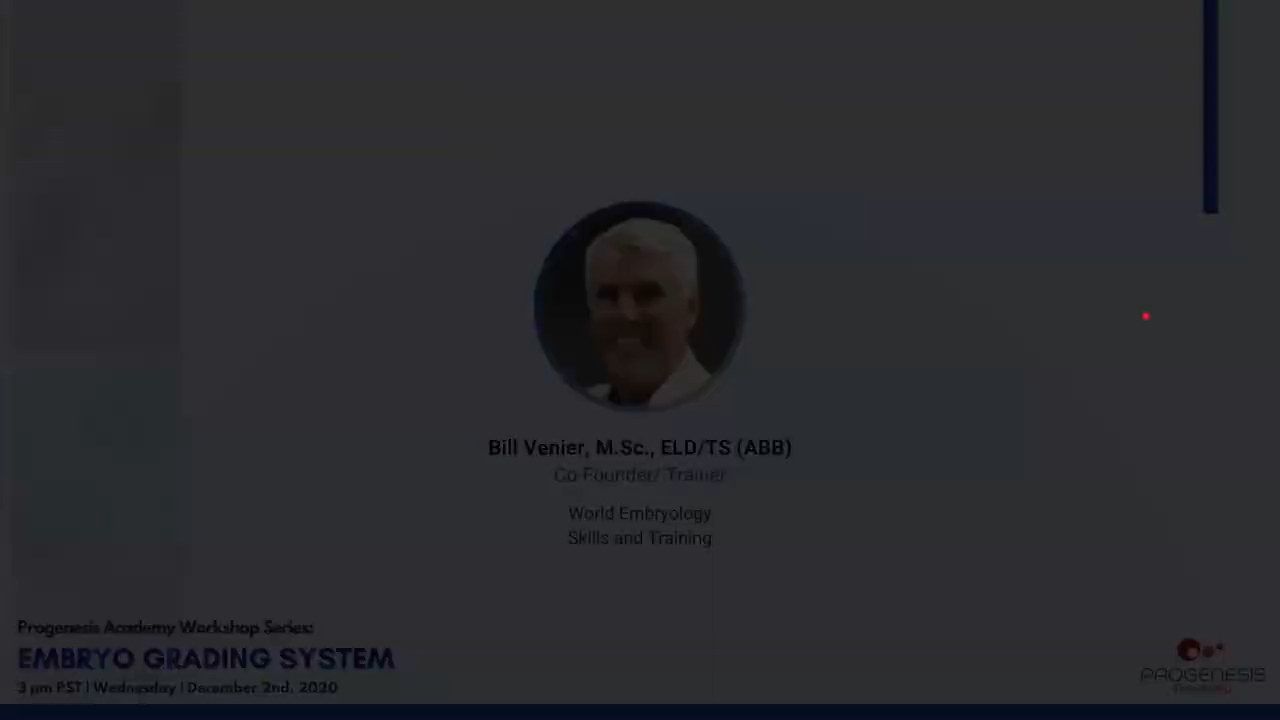 Bill Venier, M.Sc., ELD/TS (ABB)
Co-Founder/ Trainer
World Embryology
Skills and Training
Progenesis Academy Workshop Series:
EMBRYO GRADING SYSTEM
3 pm PST | Wednesday | December 2nd, 2020
PROGENESIS